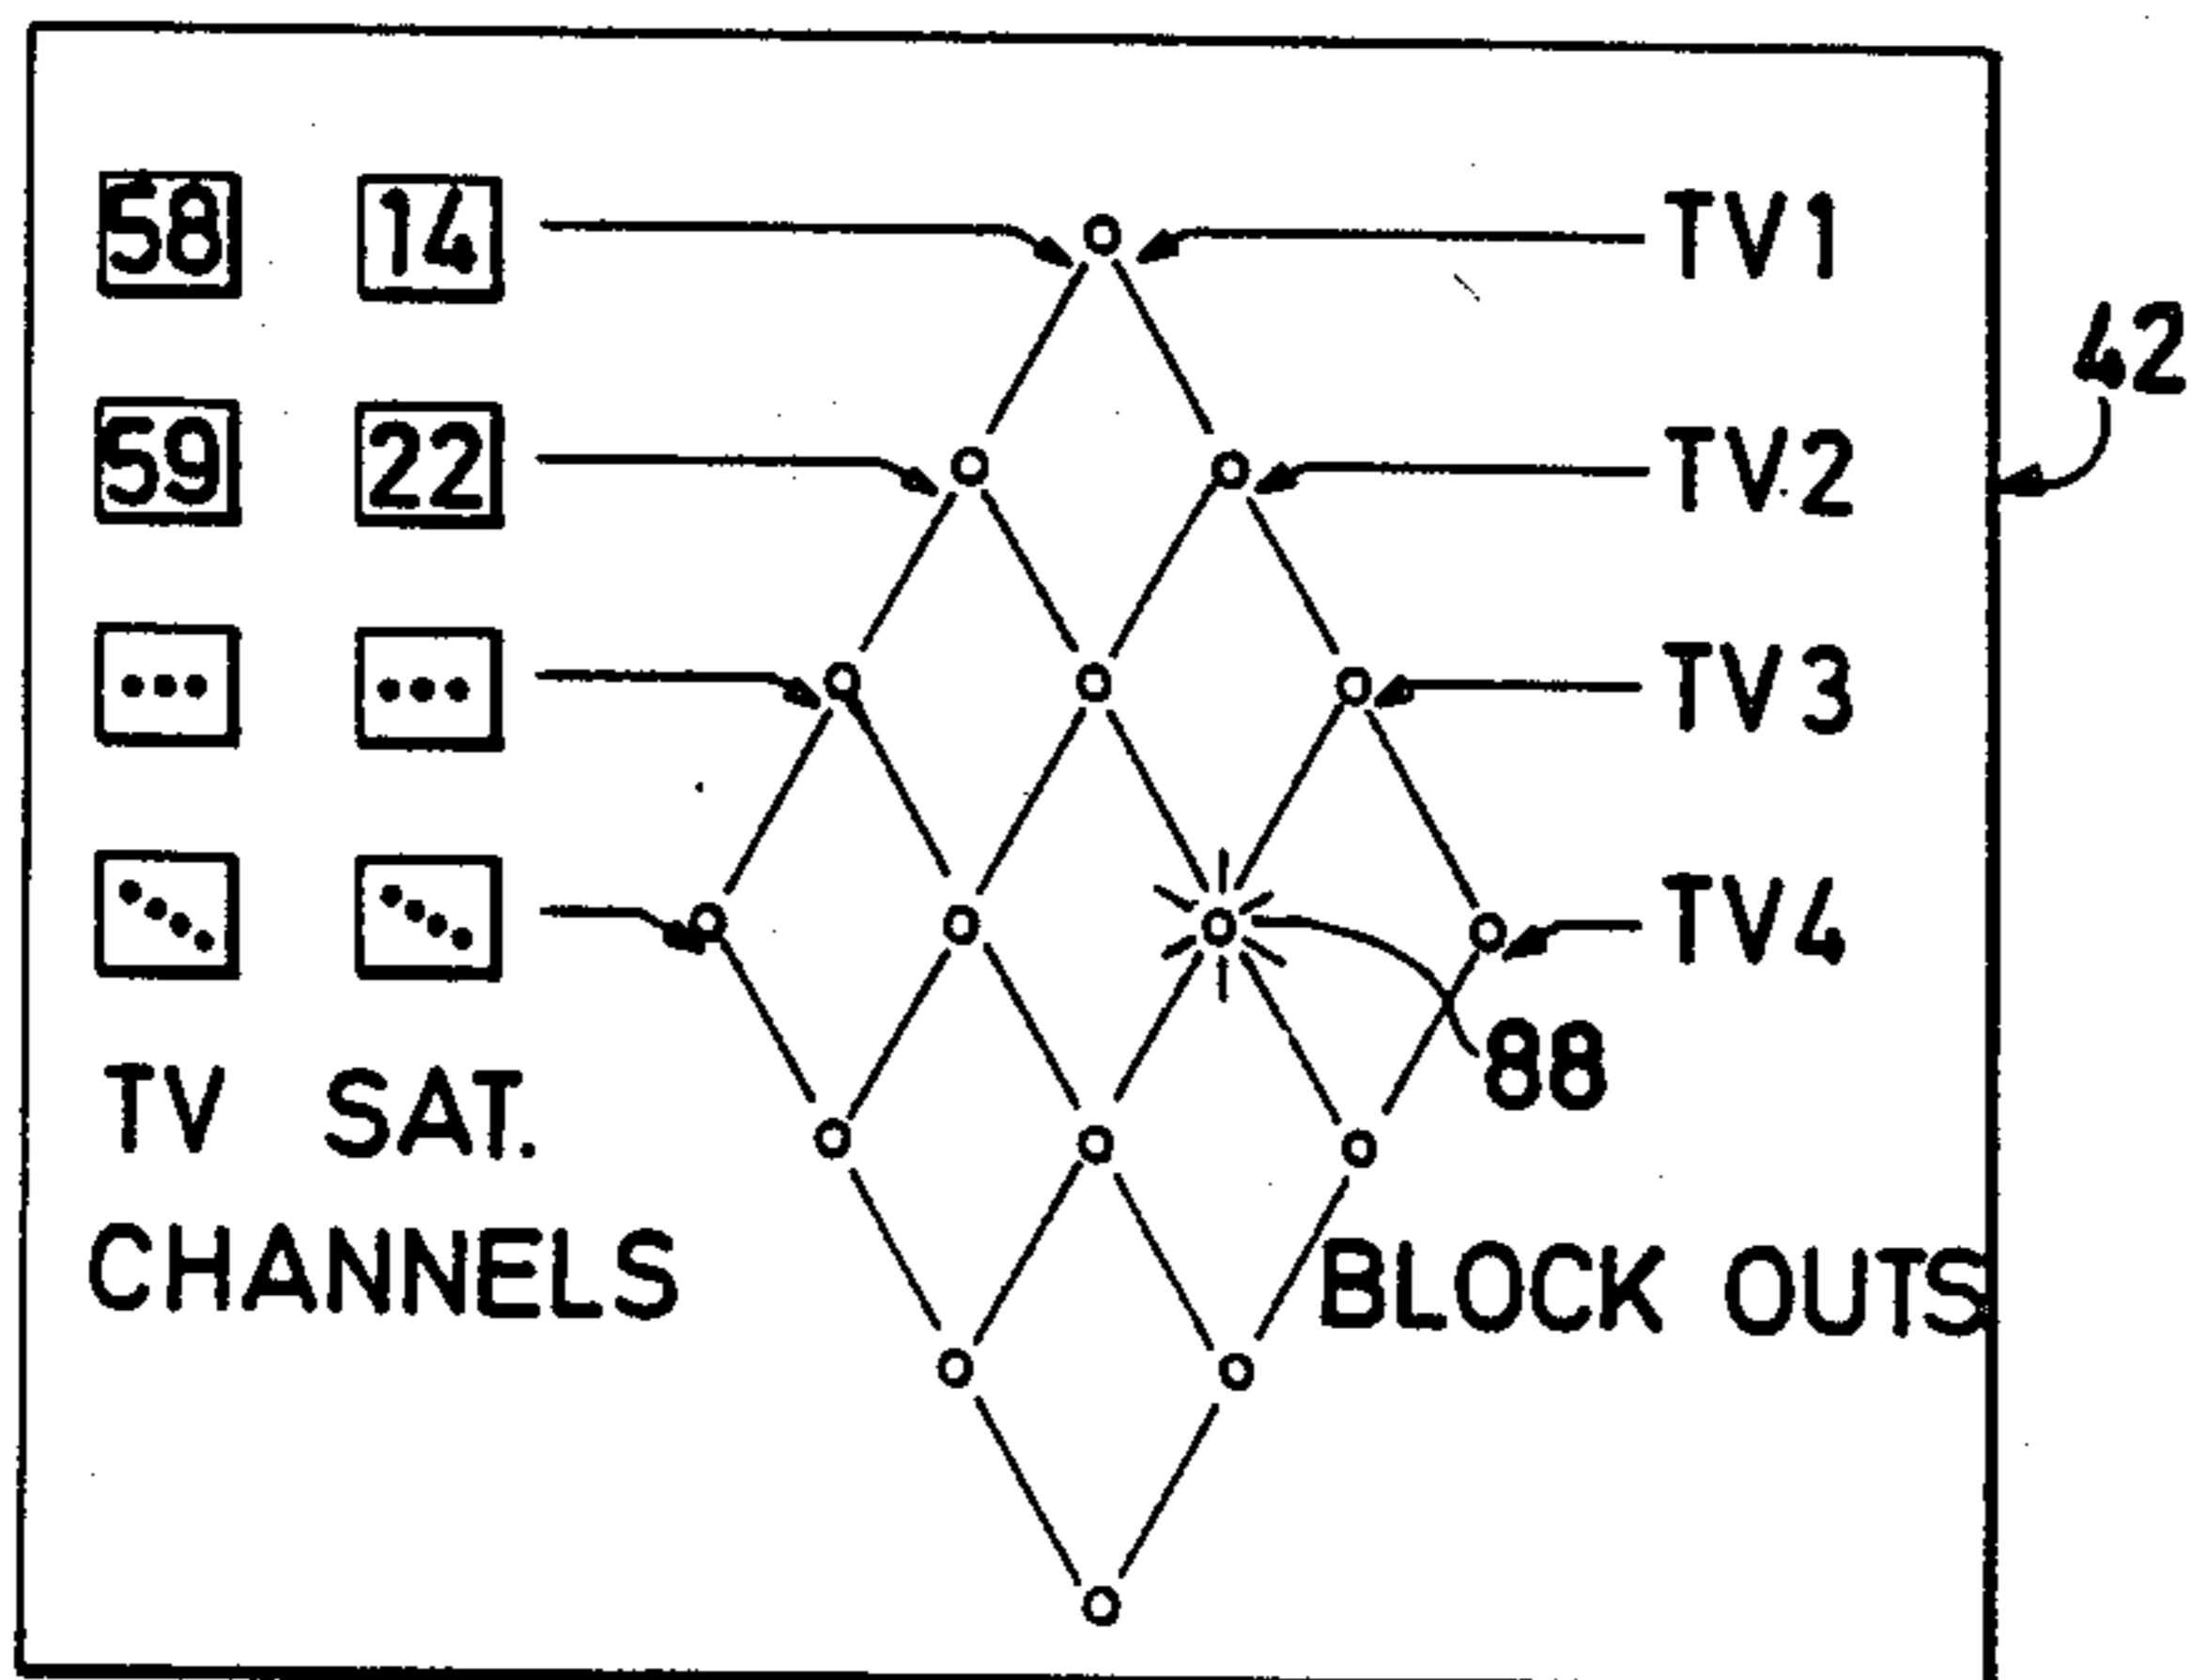 58 14 TV1
42
59 22 TV2
TV3
TV4
88
TV SAT.
CHANNELS BLOCK OUTS